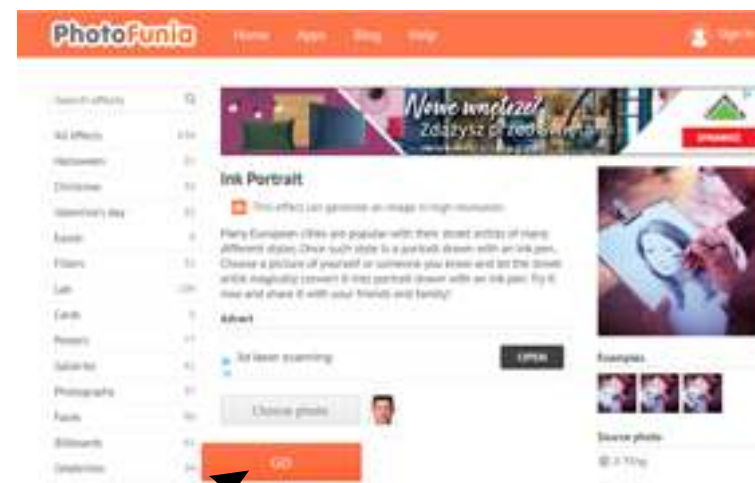 PhotoFunia Home Apps Blog Help Sign in
Search effects
All effects
Halloween
Christmas
Valentine's day
Easter
Filters
Lab
Cards
Posters
Galleries
Photography
Faces
Billboards
Celebrities
Nowe wnętrze?
Zdążysz przed
Ink Portrait
This effect can generate an image in high resolution
Many European cities are popular with their street artists of many
different styles. Once such style is a portrait drawn with an ink pen.
Choose a picture of yourself or someone you know and let the street
artist magically convert it into portrait drawn with an ink pen. Try it
now and share it with your friends and family!
Advert
3d laser scanning
OPEN
Choose photo
GO
Examples
Source photo